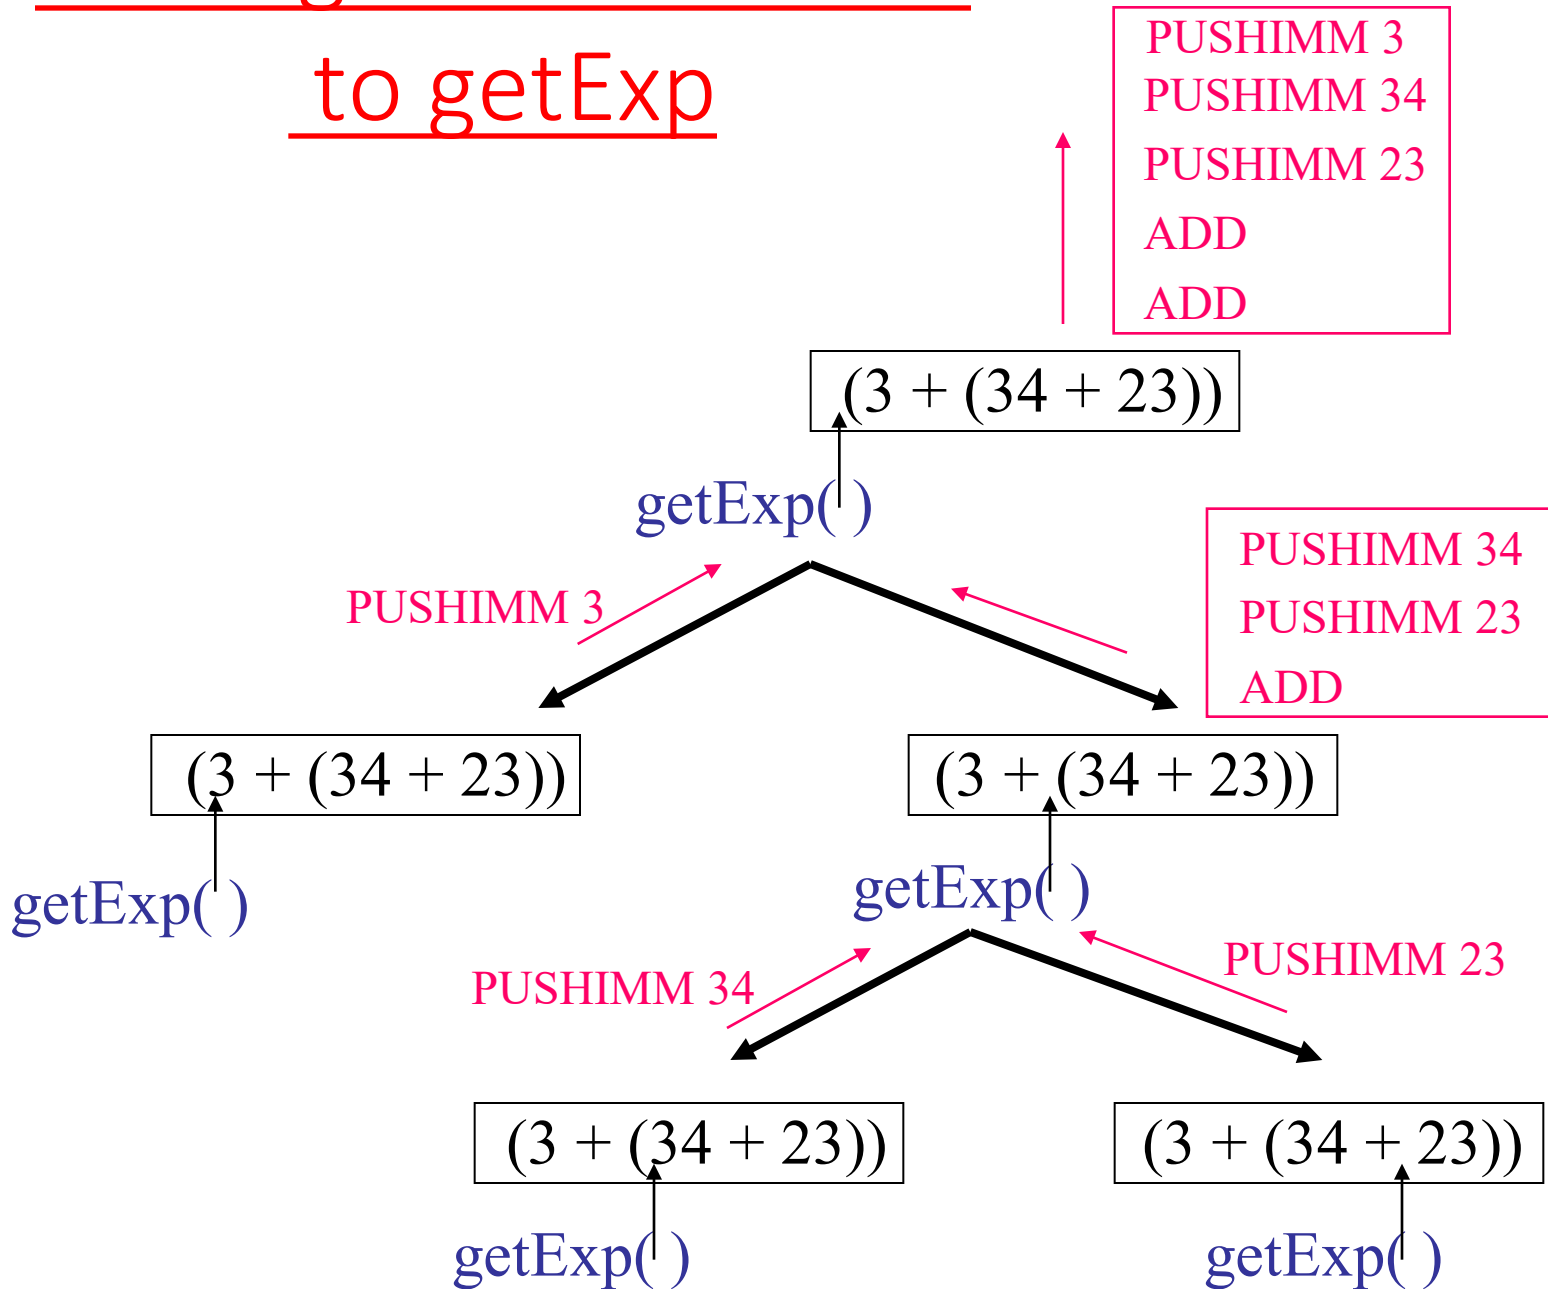 to getExp
PUSHIMM 3
PUSHIMM 34
PUSHIMM 23
ADD
ADD
(3 + (34 + 23))
getExp( )
PUSHIMM 3
PUSHIMM 34
PUSHIMM 23
ADD
(3 + (34 + 23))
(3 + (34 + 23))
getExp( )
getExp( )
PUSHIMM 34
PUSHIMM 23
(3 + (34 + 23))
(3 + (34 + 23))
getExp( )
getExp( )